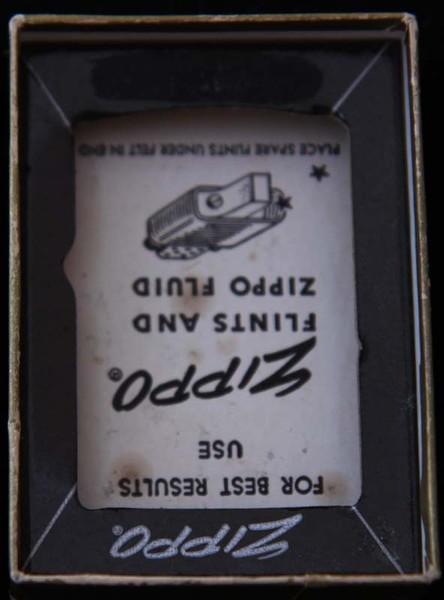 ZIPPO®
FOR BEST RESULTS
USE
ZIPPO®
FLINTS AND
ZIPPO FLUID
PLACE SPARE FLINTS UNDER FELT IN END